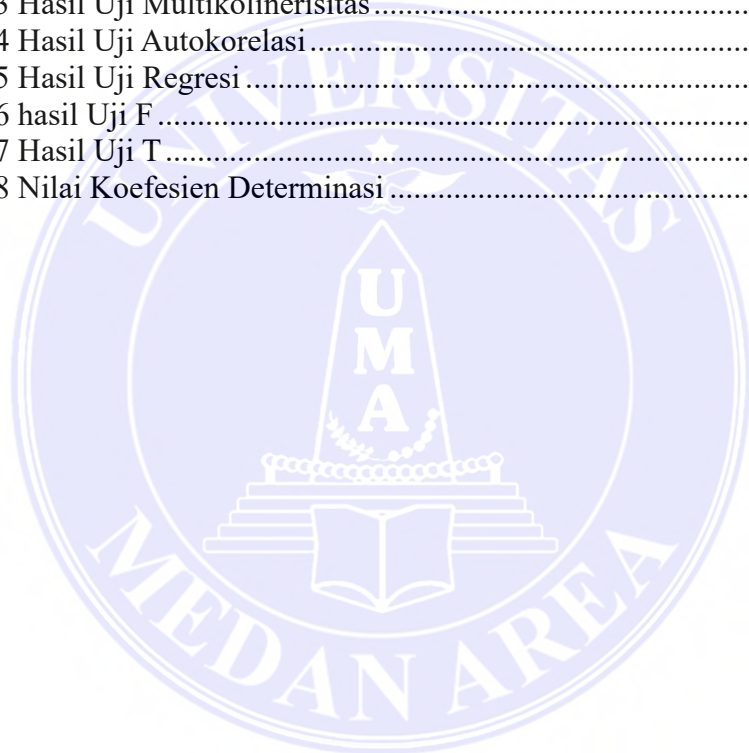 3 Hasil Uji Multikolinerisitas
4 Hasil Uji Autokorelasi
5 Hasil Uji Regresi
6 hasil Uji F
7 Hasil Uji T
8 Nilai Koefesien Determinasi
UNIVERSITAS
UMA
MEDAN AREA